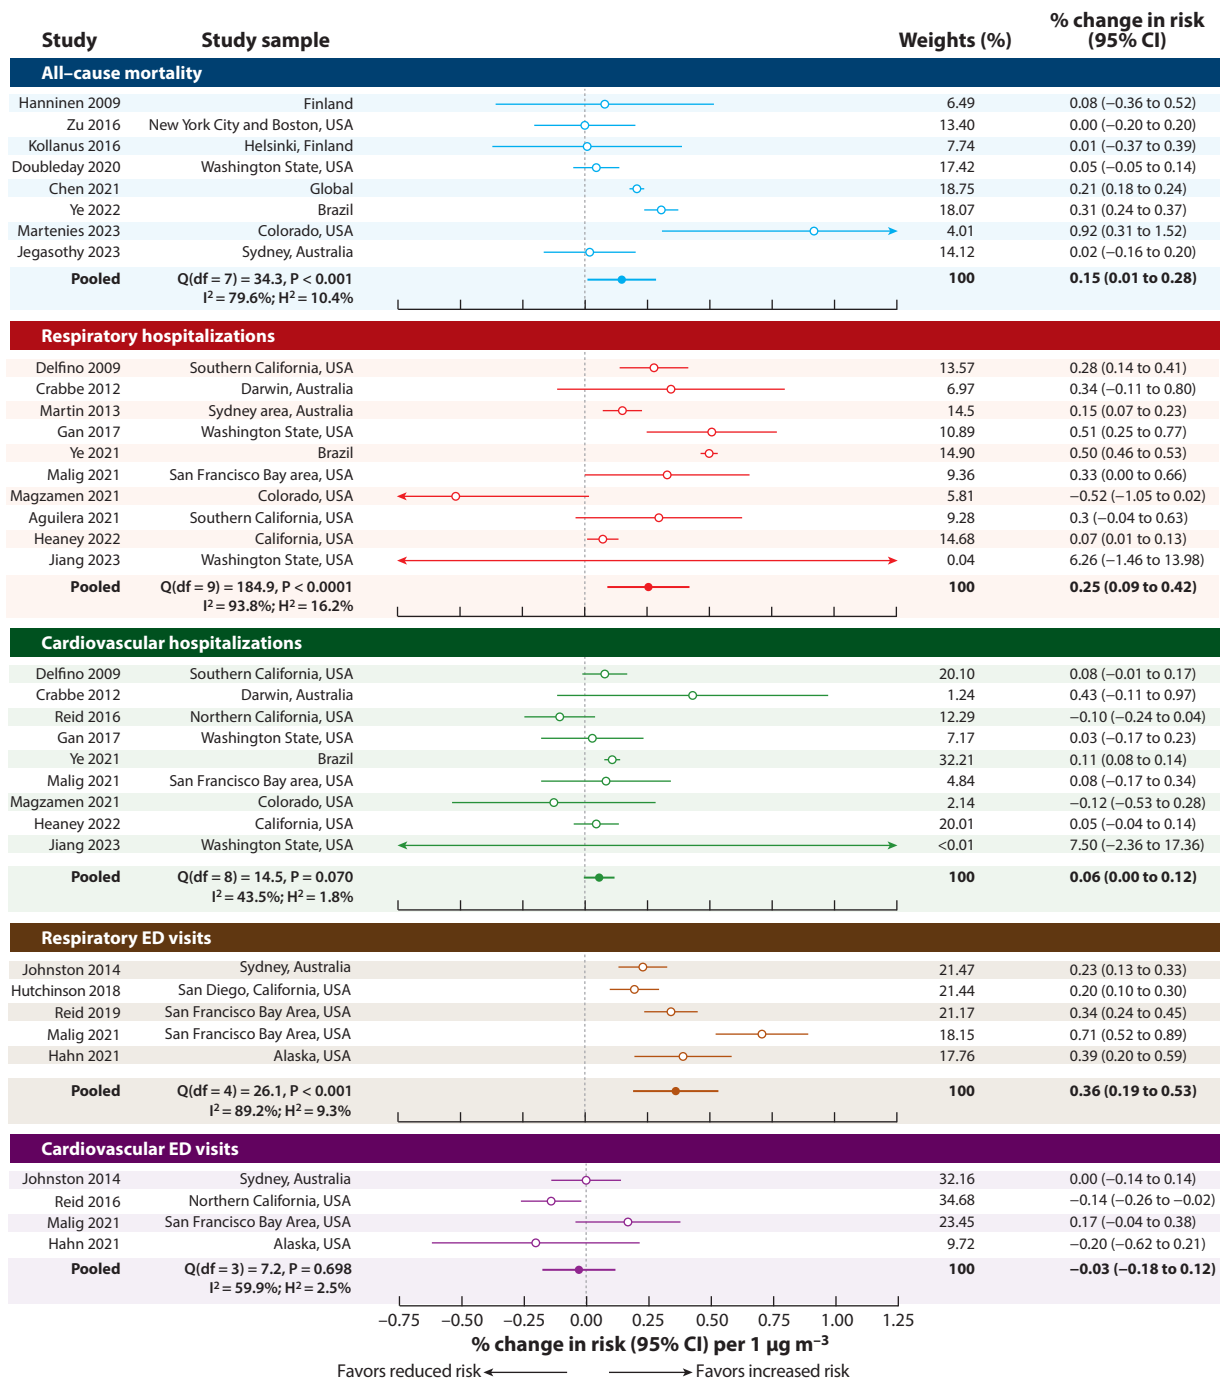 Study Study sample Weights (%) % change in risk (95% CI)
All–cause mortality
Hanninen 2009 Finland 6.49 0.08 (−0.36 to 0.52)
Zu 2016 New York City and Boston, USA 13.40 0.00 (−0.20 to 0.20)
Kollanus 2016 Helsinki, Finland 7.74 0.01 (−0.37 to 0.39)
Doubleday 2020 Washington State, USA 17.42 0.05 (−0.05 to 0.14)
Chen 2021 Global 18.75 0.21 (0.18 to 0.24)
Ye 2022 Brazil 18.07 0.31 (0.24 to 0.37)
Martenies 2023 Colorado, USA 4.01 0.92 (0.31 to 1.52)
Jegasothy 2023 Sydney, Australia 14.12 0.02 (−0.16 to 0.20)
Pooled Q(df = 7) = 34.3, P < 0.001 100 0.15 (0.01 to 0.28)
I² = 79.6%; H² = 10.4%
Respiratory hospitalizations
Delfino 2009 Southern California, USA 13.57 0.28 (0.14 to 0.41)
Crabbe 2012 Darwin, Australia 6.97 0.34 (−0.11 to 0.80)
Martin 2013 Sydney area, Australia 14.5 0.15 (0.07 to 0.23)
Gan 2017 Washington State, USA 10.89 0.51 (0.25 to 0.77)
Ye 2021 Brazil 14.90 0.50 (0.46 to 0.53)
Malig 2021 San Francisco Bay area, USA 9.36 0.33 (0.00 to 0.66)
Magzamen 2021 Colorado, USA 5.81 −0.52 (−1.05 to 0.02)
Aguilera 2021 Southern California, USA 9.28 0.3 (−0.04 to 0.63)
Heaney 2022 California, USA 14.68 0.07 (0.01 to 0.13)
Jiang 2023 Washington State, USA 0.04 6.26 (−1.46 to 13.98)
Pooled Q(df = 9) = 184.9, P < 0.0001 100 0.25 (0.09 to 0.42)
I² = 93.8%; H² = 16.2%
Cardiovascular hospitalizations
Delfino 2009 Southern California, USA 20.10 0.08 (−0.01 to 0.17)
Crabbe 2012 Darwin, Australia 1.24 0.43 (−0.11 to 0.97)
Reid 2016 Northern California, USA 12.29 −0.10 (−0.24 to 0.04)
Gan 2017 Washington State, USA 7.17 0.03 (−0.17 to 0.23)
Ye 2021 Brazil 32.21 0.11 (0.08 to 0.14)
Malig 2021 San Francisco Bay area, USA 4.84 0.08 (−0.17 to 0.34)
Magzamen 2021 Colorado, USA 2.14 −0.12 (−0.53 to 0.28)
Heaney 2022 California, USA 20.01 0.05 (−0.04 to 0.14)
Jiang 2023 Washington State, USA <0.01 7.50 (−2.36 to 17.36)
Pooled Q(df = 8) = 14.5, P = 0.070 100 0.06 (0.00 to 0.12)
I² = 43.5%; H² = 1.8%
Respiratory ED visits
Johnston 2014 Sydney, Australia 21.47 0.23 (0.13 to 0.33)
Hutchinson 2018 San Diego, California, USA 21.44 0.20 (0.10 to 0.30)
Reid 2019 San Francisco Bay Area, USA 21.17 0.34 (0.24 to 0.45)
Malig 2021 San Francisco Bay Area, USA 18.15 0.71 (0.52 to 0.89)
Hahn 2021 Alaska, USA 17.76 0.39 (0.20 to 0.59)
Pooled Q(df = 4) = 26.1, P < 0.001 100 0.36 (0.19 to 0.53)
I² = 89.2%; H² = 9.3%
Cardiovascular ED visits
Johnston 2014 Sydney, Australia 32.16 0.00 (−0.14 to 0.14)
Reid 2016 Northern California, USA 34.68 −0.14 (−0.26 to −0.02)
Malig 2021 San Francisco Bay Area, USA 23.45 0.17 (−0.04 to 0.38)
Hahn 2021 Alaska, USA 9.72 −0.20 (−0.62 to 0.21)
Pooled Q(df = 3) = 7.2, P = 0.698 100 −0.03 (−0.18 to 0.12)
I² = 59.9%; H² = 2.5%
−0.75 −0.50 −0.25 0.00 0.25 0.50 0.75 1.00 1.25
% change in risk (95% CI) per 1 µg m⁻³
Favors reduced risk Favors increased risk